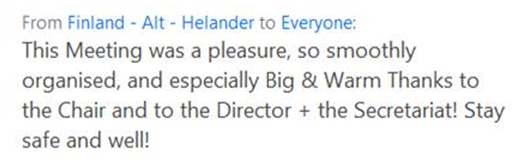 From Finland - Alt - Helander to Everyone:
This Meeting was a pleasure, so smoothly
organised, and especially Big & Warm Thanks to
the Chair and to the Director + the Secretariat! Stay
safe and well!